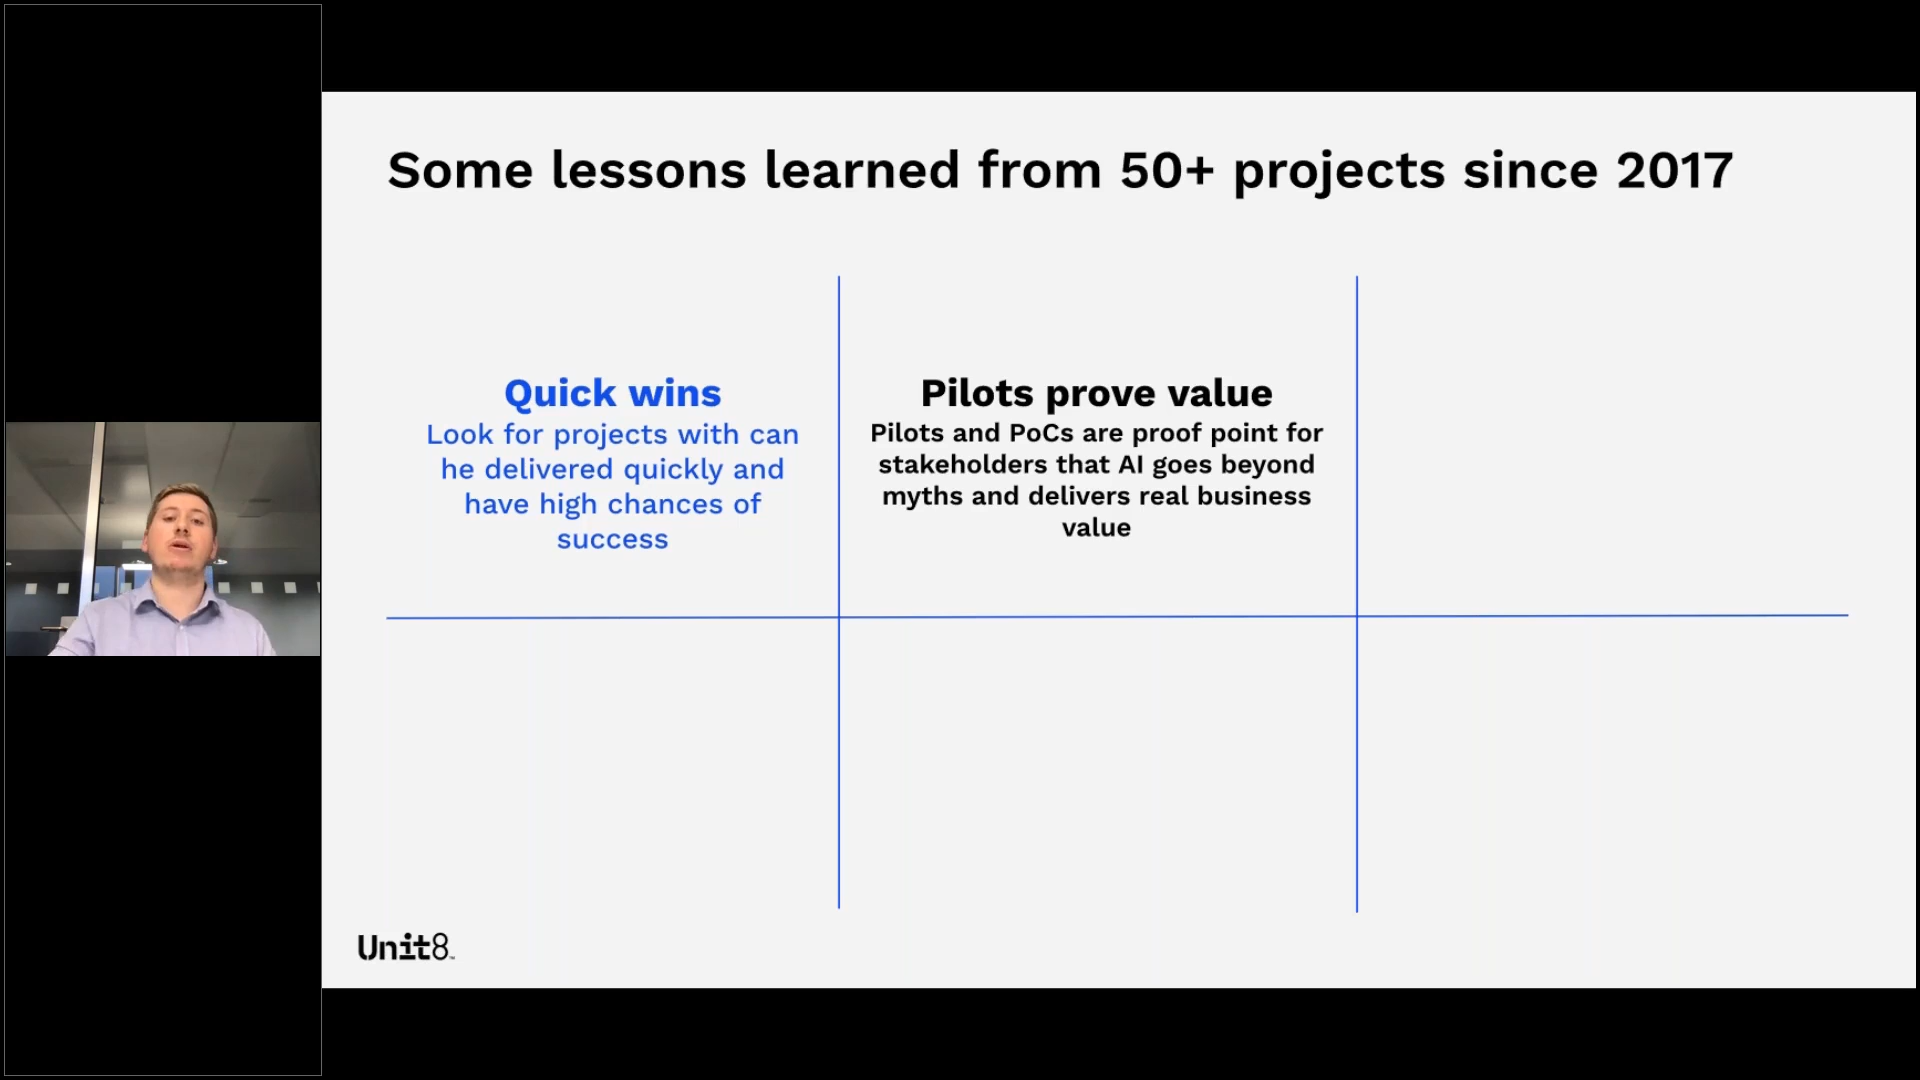 Some lessons learned from 50+ projects since 2017
Quick wins
Look for projects with can
he delivered quickly and
have high chances of
success
Pilots prove value
Pilots and PoCs are proof point for
stakeholders that AI goes beyond
myths and delivers real business
value
Unit8